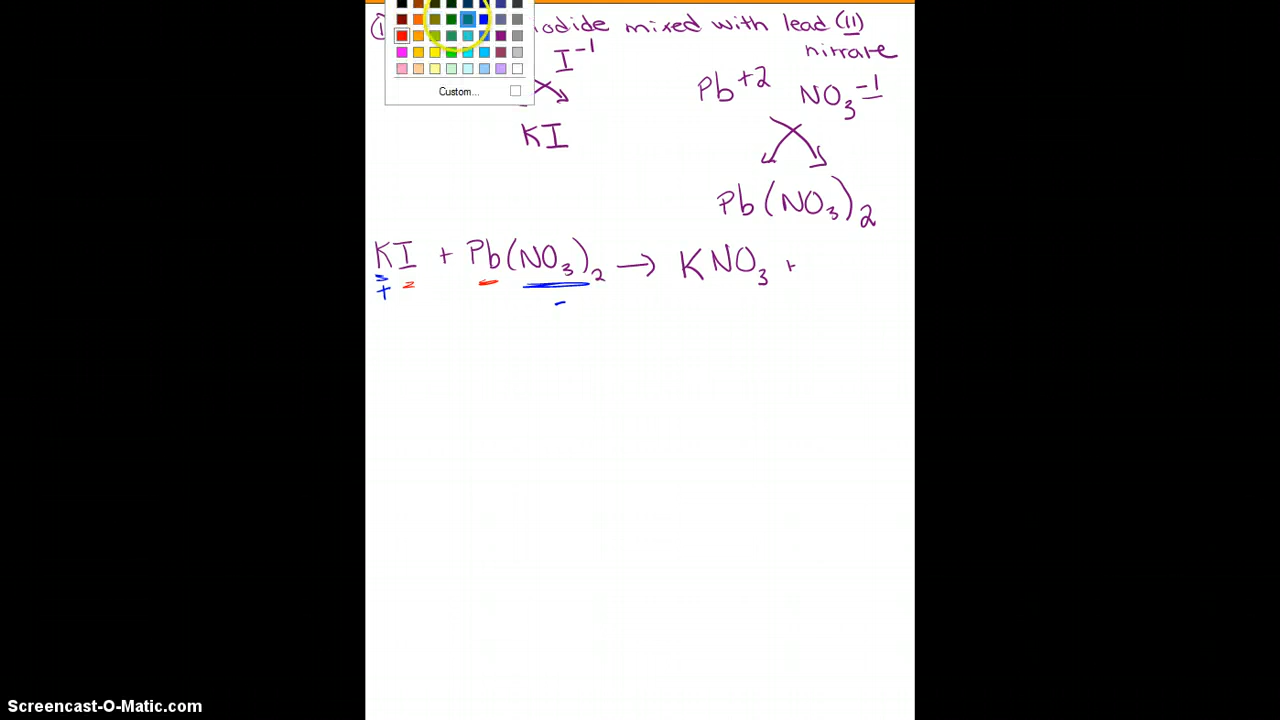 ① iodide mixed with lead (II)
nitrate
I⁻¹
Pb⁺² NO₃⁻¹
Custom...
KI
Pb(NO₃)₂
KI + Pb(NO₃)₂ → KNO₃ +
+
-
Screencast-O-Matic.com